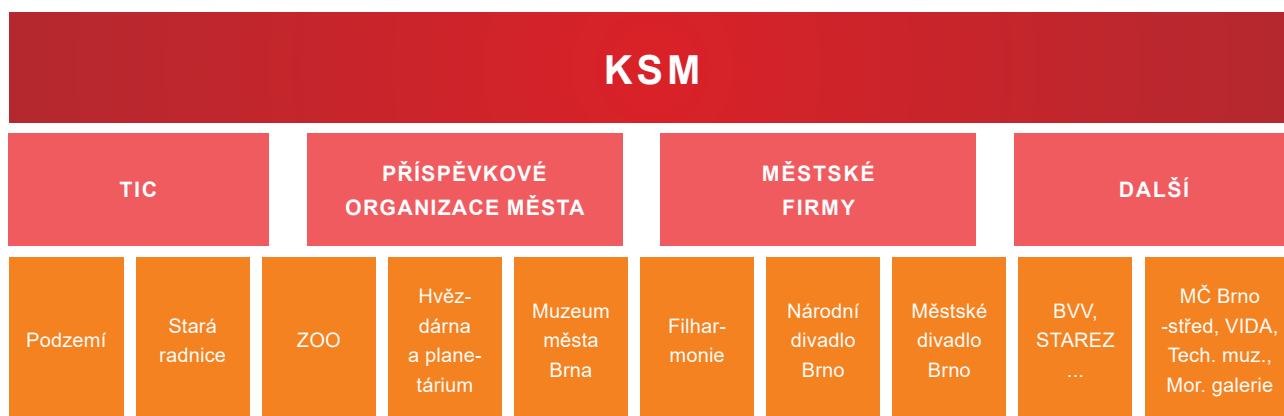 KSM
TIC
PŘÍSPĚVKOVÉ
ORGANIZACE MĚSTA
MĚSTSKÉ
FIRMY
DALŠÍ
Podzemí
Stará
radnice
ZOO
Hvěz-
dárna
a plane-
tárium
Muzeum
města
Brna
Filhar-
monie
Národní
divadlo
Brno
Městské
divadlo
Brno
BVV,
STAREZ
...
MČ Brno
-střed, VIDA,
Tech. muz.,
Mor. galerie